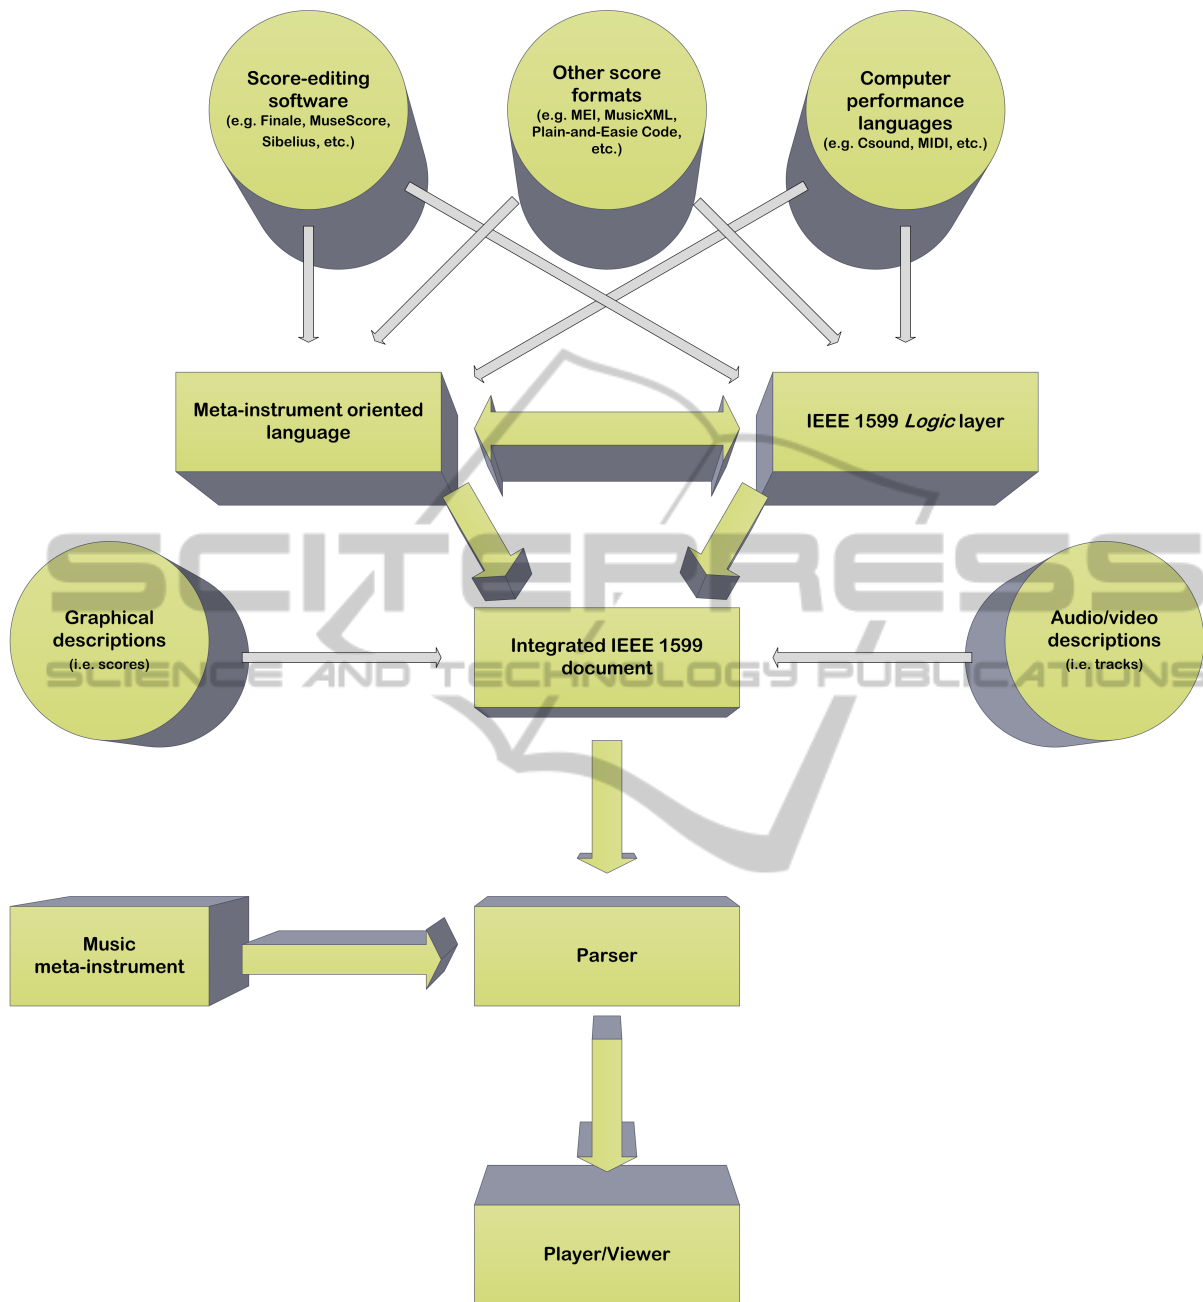 Score-editing
software
(e.g. Finale, MuseScore,
Sibelius, etc.)
Other score
formats
(e.g. MEI, MusicXML,
Plain-and-Easie Code,
etc.)
Computer
performance
languages
(e.g. Csound, MIDI, etc.)
Meta-instrument oriented
language
IEEE 1599 Logic layer
SCITEPRESS
SCIENCE AND TECHNOLOGY PUBLICATIONS
Graphical
descriptions
(i.e. scores)
Integrated IEEE 1599
document
Audio/video
descriptions
(i.e. tracks)
Music
meta-instrument
Parser
Player/Viewer